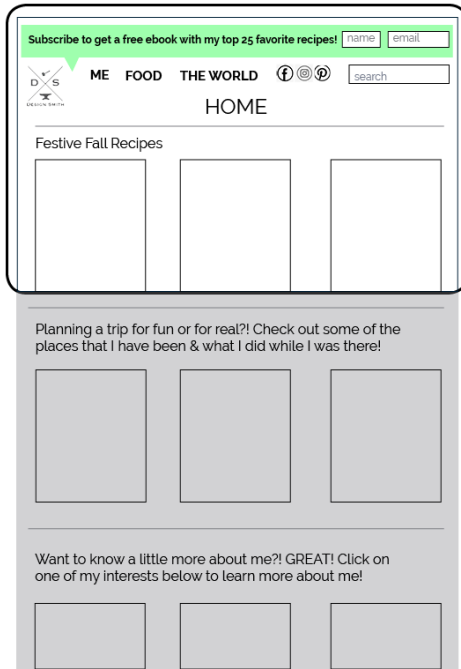 Subscribe to get a free ebook with my top 25 favorite recipes! name email
D S
DESIGN SMITH
ME FOOD THE WORLD search
HOME
Festive Fall Recipes
Planning a trip for fun or for real?! Check out some of the
places that I have been & what I did while I was there!
Want to know a little more about me?! GREAT! Click on
one of my interests below to learn more about me!